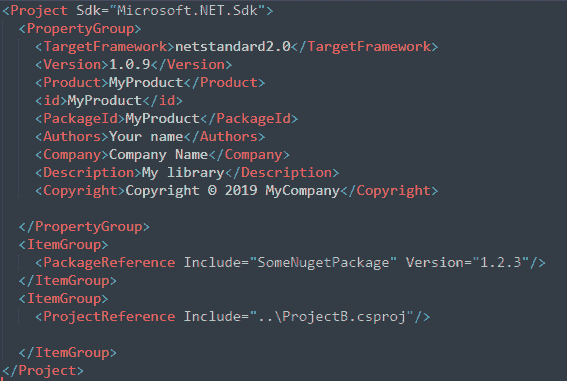 <Project Sdk="Microsoft.NET.Sdk">
<PropertyGroup>
<TargetFramework>netstandard2.0</TargetFramework>
<Version>1.0.9</Version>
<Product>MyProduct</Product>
<id>MyProduct</id>
<PackageId>MyProduct</PackageId>
<Authors>Your name</Authors>
<Company>Company Name</Company>
<Description>My library</Description>
<Copyright>Copyright © 2019 MyCompany</Copyright>
</PropertyGroup>
<ItemGroup>
<PackageReference Include="SomeNugetPackage" Version="1.2.3"/>
</ItemGroup>
<ItemGroup>
<ProjectReference Include="..\ProjectB.csproj"/>
</ItemGroup>
</Project>